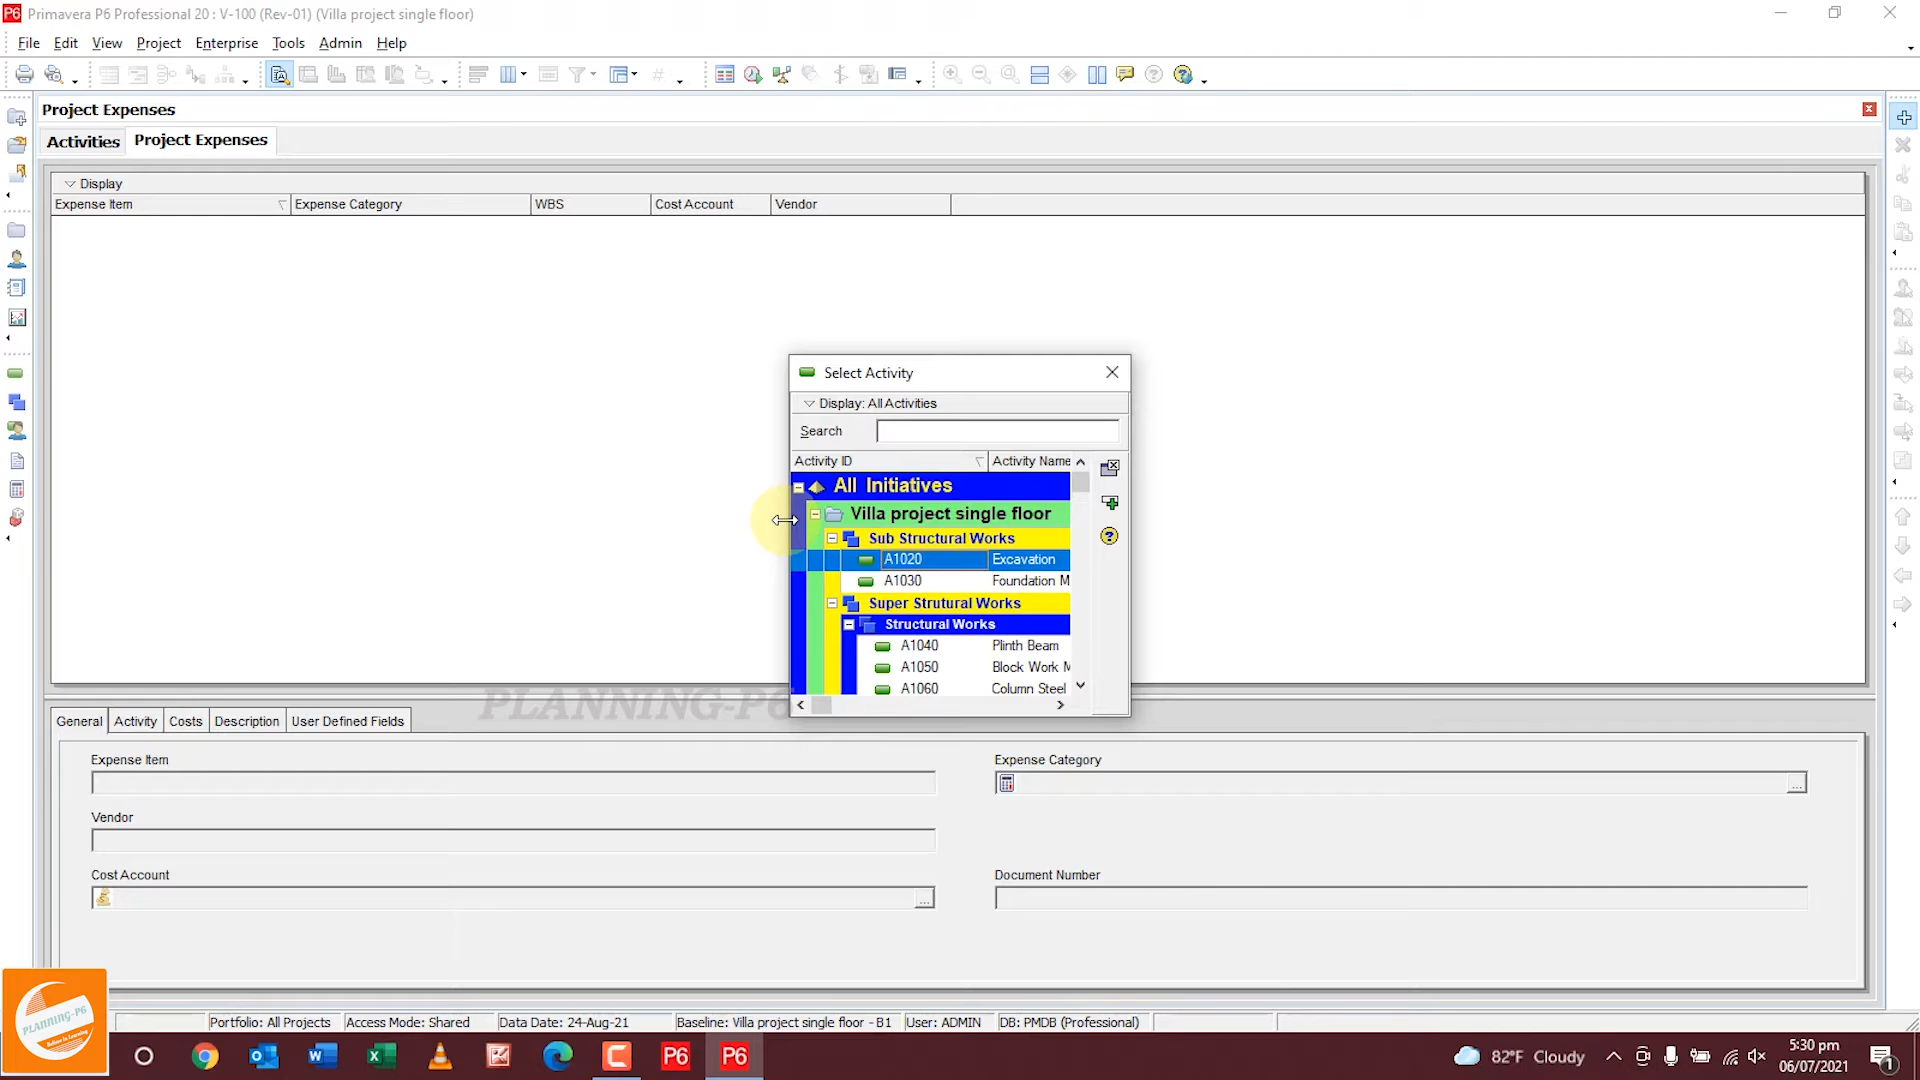 Primavera P6 Professional 20 : V-100 (Rev-01) (Villa project single floor)
File Edit View Project Enterprise Tools Admin Help
Project Expenses
Activities Project Expenses
Display
Expense Item Expense Category WBS Cost Account Vendor
Select Activity
Display: All Activities
Search
Activity ID Activity Name
All Initiatives
Villa project single floor
Sub Structural Works
A1020 Excavation
A1030 Foundation M
Super Strutural Works
Structural Works
A1040 Plinth Beam
A1050 Block Work M
A1060 Column Steel
PLANNING-P6
General Activity Costs Description User Defined Fields
Expense Item Expense Category
Vendor
Cost Account Document Number
PLANNING-P6
Portfolio: All Projects Access Mode: Shared Data Date: 24-Aug-21 Baseline: Villa project single floor - B1 User: ADMIN DB: PMDB (Professional)
82°F Cloudy
5:30 pm
06/07/2021